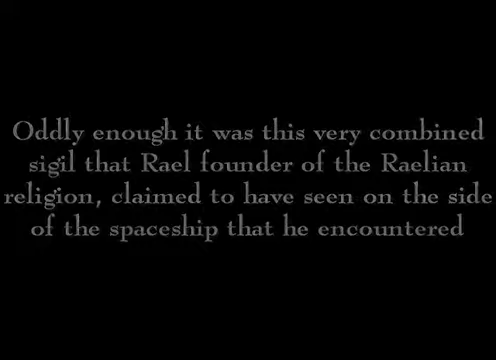 Oddly enough it was this very combined
sigil that Rael founder of the Raelian
religion, claimed to have seen on the side
of the spaceship that he encountered